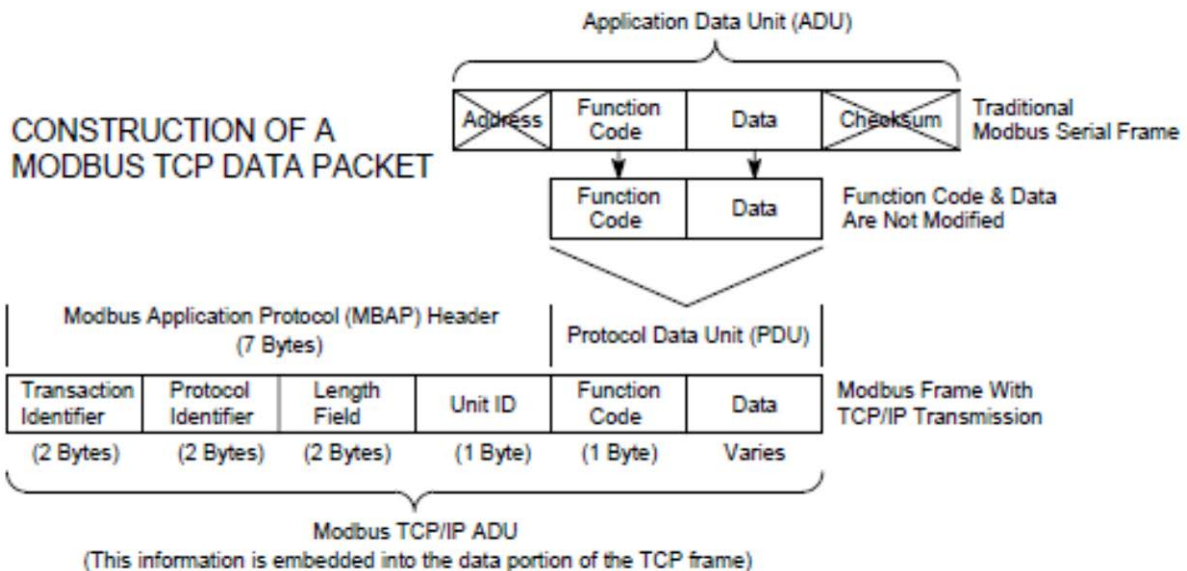 Application Data Unit (ADU)
CONSTRUCTION OF A
MODBUS TCP DATA PACKET
Address
Function
Code
Data
Checksum
Traditional
Modbus Serial Frame
Function
Code
Data
Function Code & Data
Are Not Modified
Modbus Application Protocol (MBAP) Header
(7 Bytes)
Protocol Data Unit (PDU)
Transaction
Identifier
Protocol
Identifier
Length
Field
Unit ID
Function
Code
Data
Modbus Frame With
TCP/IP Transmission
(2 Bytes)
(2 Bytes)
(2 Bytes)
(1 Byte)
(1 Byte)
Varies
Modbus TCP/IP ADU
(This information is embedded into the data portion of the TCP frame)